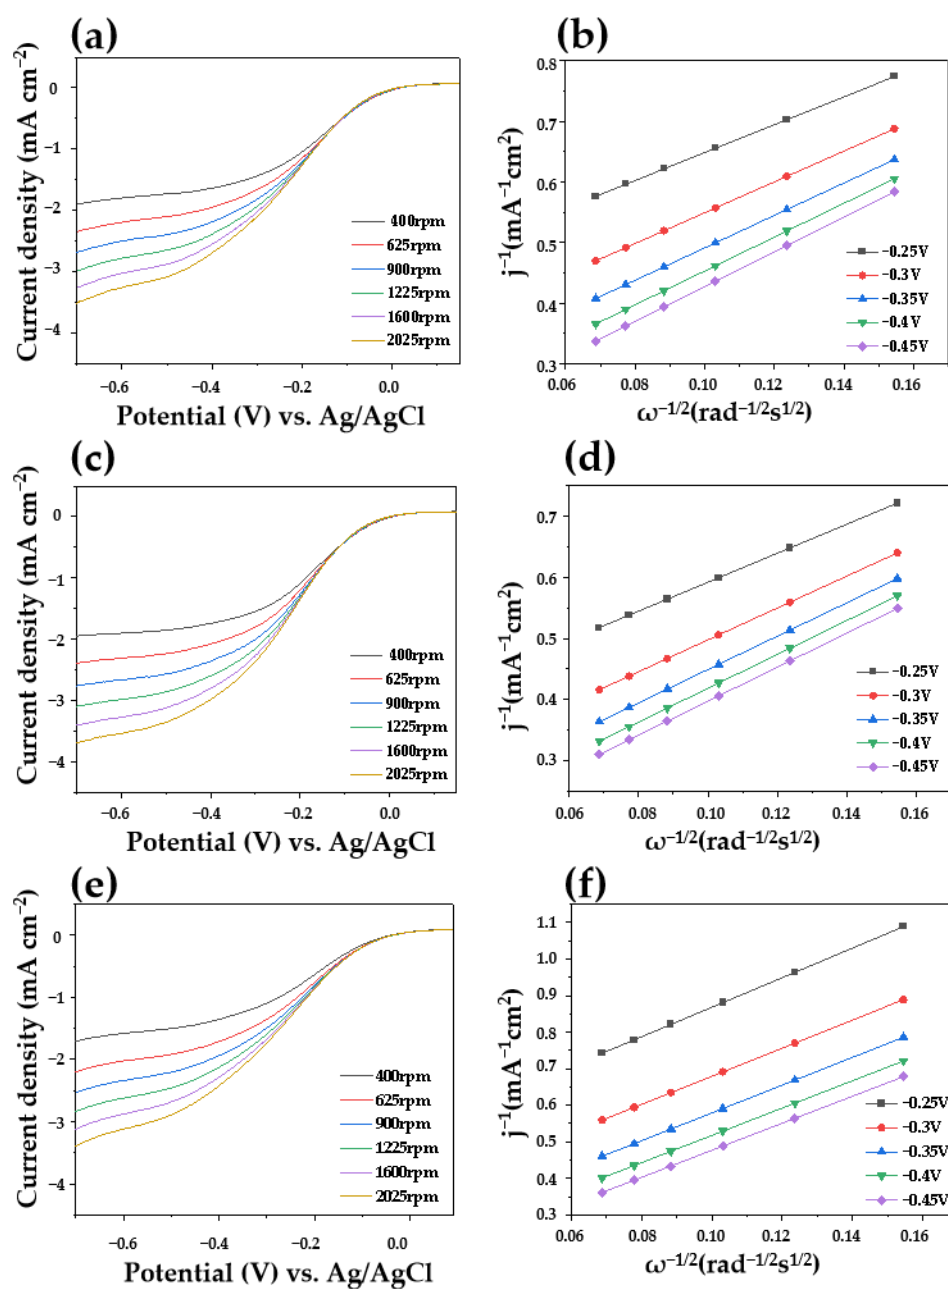 (a)
Current density (mA cm⁻²)
0
−1
−2
−3
−4
400rpm
625rpm
900rpm
1225rpm
1600rpm
2025rpm
−0.6
−0.4
−0.2
0.0
Potential (V) vs. Ag/AgCl
(b)
j⁻¹(mA⁻¹cm2)
0.8
0.7
0.6
0.5
0.4
0.3
−0.25V
−0.3V
−0.35V
−0.4V
−0.45V
0.06
0.08
0.10
0.12
0.14
0.16
ω⁻¹/²(rad⁻¹/²s¹/²)
(c)
Current density (mA cm⁻²)
0
−1
−2
−3
−4
400rpm
625rpm
900rpm
1225rpm
1600rpm
2025rpm
−0.6
−0.4
−0.2
0.0
Potential (V) vs. Ag/AgCl
(d)
j⁻¹(mA⁻¹cm2)
0.7
0.6
0.5
0.4
0.3
−0.25V
−0.3V
−0.35V
−0.4V
−0.45V
0.06
0.08
0.10
0.12
0.14
0.16
ω⁻¹/²(rad⁻¹/²s¹/²)
(e)
Current density (mA cm⁻²)
0
−1
−2
−3
−4
400rpm
625rpm
900rpm
1225rpm
1600rpm
2025rpm
−0.6
−0.4
−0.2
0.0
Potential (V) vs. Ag/AgCl
(f)
j⁻¹(mA⁻¹cm2)
1.1
1.0
0.9
0.8
0.7
0.6
0.5
0.4
0.3
−0.25V
−0.3V
−0.35V
−0.4V
−0.45V
0.06
0.08
0.10
0.12
0.14
0.16
ω⁻¹/²(rad⁻¹/²s¹/²)